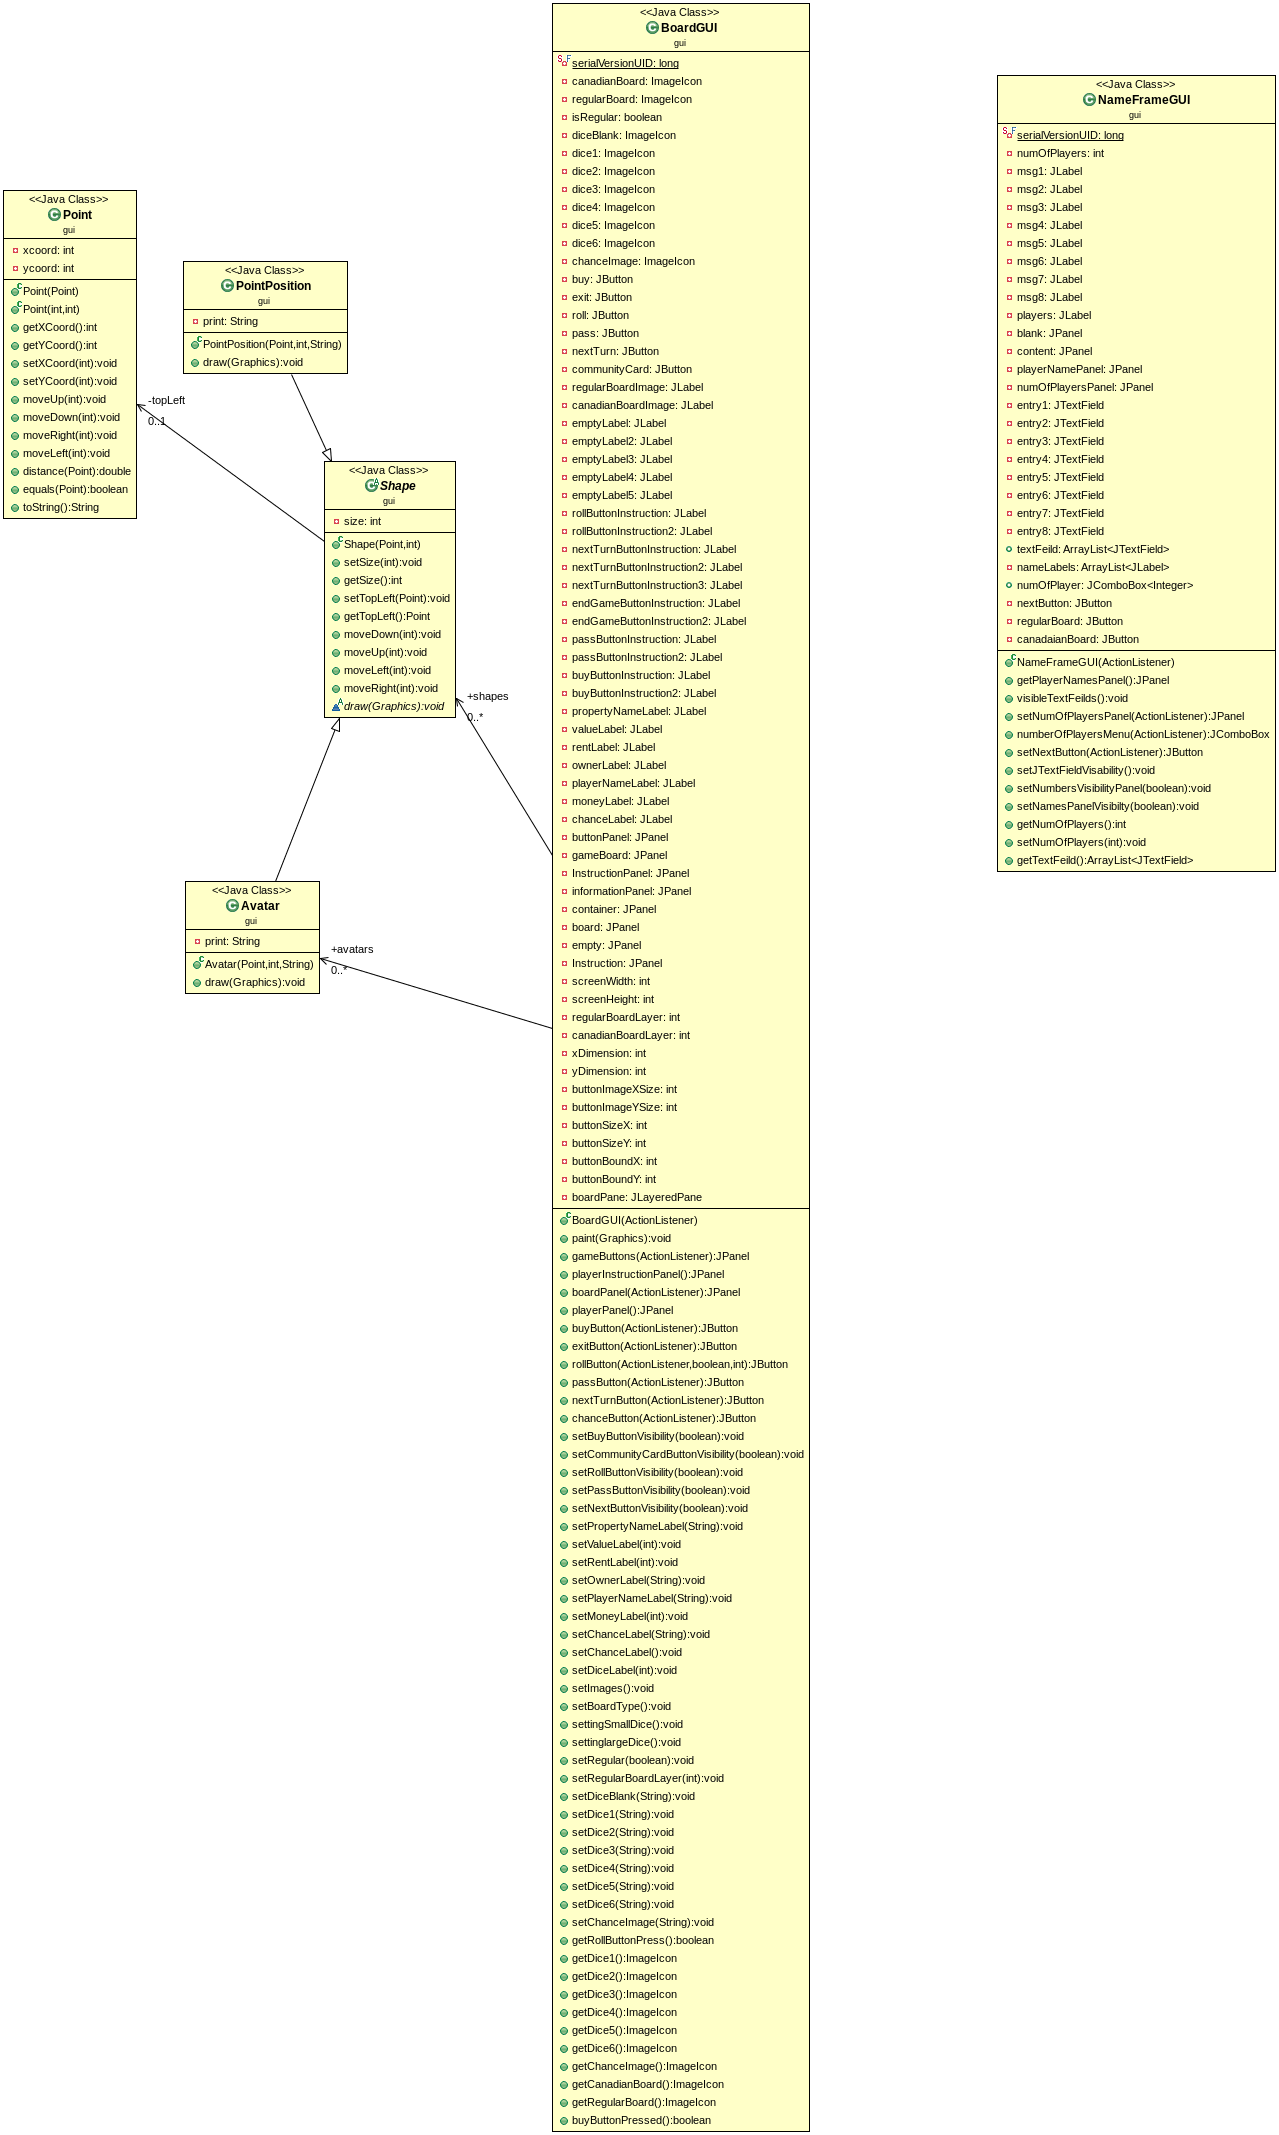 <<Java Class>>
Point
gui
xcoord: int
ycoord: int
Point(Point)
Point(int,int)
getXCoord():int
getYCoord():int
setXCoord(int):void
setYCoord(int):void
moveUp(int):void
moveDown(int):void
moveRight(int):void
moveLeft(int):void
distance(Point):double
equals(Point):boolean
toString():String
-topLeft
0..1
<<Java Class>>
PointPosition
gui
print: String
PointPosition(Point,int,String)
draw(Graphics):void
<<Java Class>>
Shape
gui
size: int
Shape(Point,int)
setSize(int):void
getSize():int
setTopLeft(Point):void
getTopLeft():Point
moveDown(int):void
moveUp(int):void
moveLeft(int):void
moveRight(int):void
draw(Graphics):void
+shapes
0..*
<<Java Class>>
Avatar
gui
print: String
Avatar(Point,int,String)
draw(Graphics):void
+avatars
0..*
<<Java Class>>
BoardGUI
gui
serialVersionUID: long
canadianBoard: ImageIcon
regularBoard: ImageIcon
isRegular: boolean
diceBlank: ImageIcon
dice1: ImageIcon
dice2: ImageIcon
dice3: ImageIcon
dice4: ImageIcon
dice5: ImageIcon
dice6: ImageIcon
chanceImage: ImageIcon
buy: JButton
exit: JButton
roll: JButton
pass: JButton
nextTurn: JButton
communityCard: JButton
regularBoardImage: JLabel
canadianBoardImage: JLabel
emptyLabel: JLabel
emptyLabel2: JLabel
emptyLabel3: JLabel
emptyLabel4: JLabel
emptyLabel5: JLabel
rollButtonInstruction: JLabel
rollButtonInstruction2: JLabel
nextTurnButtonInstruction: JLabel
nextTurnButtonInstruction2: JLabel
nextTurnButtonInstruction3: JLabel
endGameButtonInstruction: JLabel
endGameButtonInstruction2: JLabel
passButtonInstruction: JLabel
passButtonInstruction2: JLabel
buyButtonInstruction: JLabel
buyButtonInstruction2: JLabel
propertyNameLabel: JLabel
valueLabel: JLabel
rentLabel: JLabel
ownerLabel: JLabel
playerNameLabel: JLabel
moneyLabel: JLabel
chanceLabel: JLabel
buttonPanel: JPanel
gameBoard: JPanel
InstructionPanel: JPanel
informationPanel: JPanel
container: JPanel
board: JPanel
empty: JPanel
Instruction: JPanel
screenWidth: int
screenHeight: int
regularBoardLayer: int
canadianBoardLayer: int
xDimension: int
yDimension: int
buttonImageXSize: int
buttonImageYSize: int
buttonSizeX: int
buttonSizeY: int
buttonBoundX: int
buttonBoundY: int
boardPane: JLayeredPane
BoardGUI(ActionListener)
paint(Graphics):void
gameButtons(ActionListener):JPanel
playerInstructionPanel():JPanel
boardPanel(ActionListener):JPanel
playerPanel():JPanel
buyButton(ActionListener):JButton
exitButton(ActionListener):JButton
rollButton(ActionListener,boolean,int):JButton
passButton(ActionListener):JButton
nextTurnButton(ActionListener):JButton
chanceButton(ActionListener):JButton
setBuyButtonVisibility(boolean):void
setCommunityCardButtonVisibility(boolean):void
setRollButtonVisibility(boolean):void
setPassButtonVisibility(boolean):void
setNextButtonVisibility(boolean):void
setPropertyNameLabel(String):void
setValueLabel(int):void
setRentLabel(int):void
setOwnerLabel(String):void
setPlayerNameLabel(String):void
setMoneyLabel(int):void
setChanceLabel(String):void
setChanceLabel():void
setDiceLabel(int):void
setImages():void
setBoardType():void
settingSmallDice():void
settinglargeDice():void
setRegular(boolean):void
setRegularBoardLayer(int):void
setDiceBlank(String):void
setDice1(String):void
setDice2(String):void
setDice3(String):void
setDice4(String):void
setDice5(String):void
setDice6(String):void
setChanceImage(String):void
getRollButtonPress():boolean
getDice1():ImageIcon
getDice2():ImageIcon
getDice3():ImageIcon
getDice4():ImageIcon
getDice5():ImageIcon
getDice6():ImageIcon
getChanceImage():ImageIcon
getCanadianBoard():ImageIcon
getRegularBoard():ImageIcon
buyButtonPressed():boolean
<<Java Class>>
NameFrameGUI
gui
serialVersionUID: long
numOfPlayers: int
msg1: JLabel
msg2: JLabel
msg3: JLabel
msg4: JLabel
msg5: JLabel
msg6: JLabel
msg7: JLabel
msg8: JLabel
players: JLabel
blank: JPanel
content: JPanel
playerNamePanel: JPanel
numOfPlayersPanel: JPanel
entry1: JTextField
entry2: JTextField
entry3: JTextField
entry4: JTextField
entry5: JTextField
entry6: JTextField
entry7: JTextField
entry8: JTextField
textFeild: ArrayList<JTextField>
nameLabels: ArrayList<JLabel>
numOfPlayer: JComboBox<Integer>
nextButton: JButton
regularBoard: JButton
canadaianBoard: JButton
NameFrameGUI(ActionListener)
getPlayerNamesPanel():JPanel
visibleTextFeilds():void
setNumOfPlayersPanel(ActionListener):JPanel
numberOfPlayersMenu(ActionListener):JComboBox
setNextButton(ActionListener):JButton
setJTextFieldVisability():void
setNumbersVisibilityPanel(boolean):void
setNamesPanelVisibilty(boolean):void
getNumOfPlayers():int
setNumOfPlayers(int):void
getTextFeild():ArrayList<JTextField>